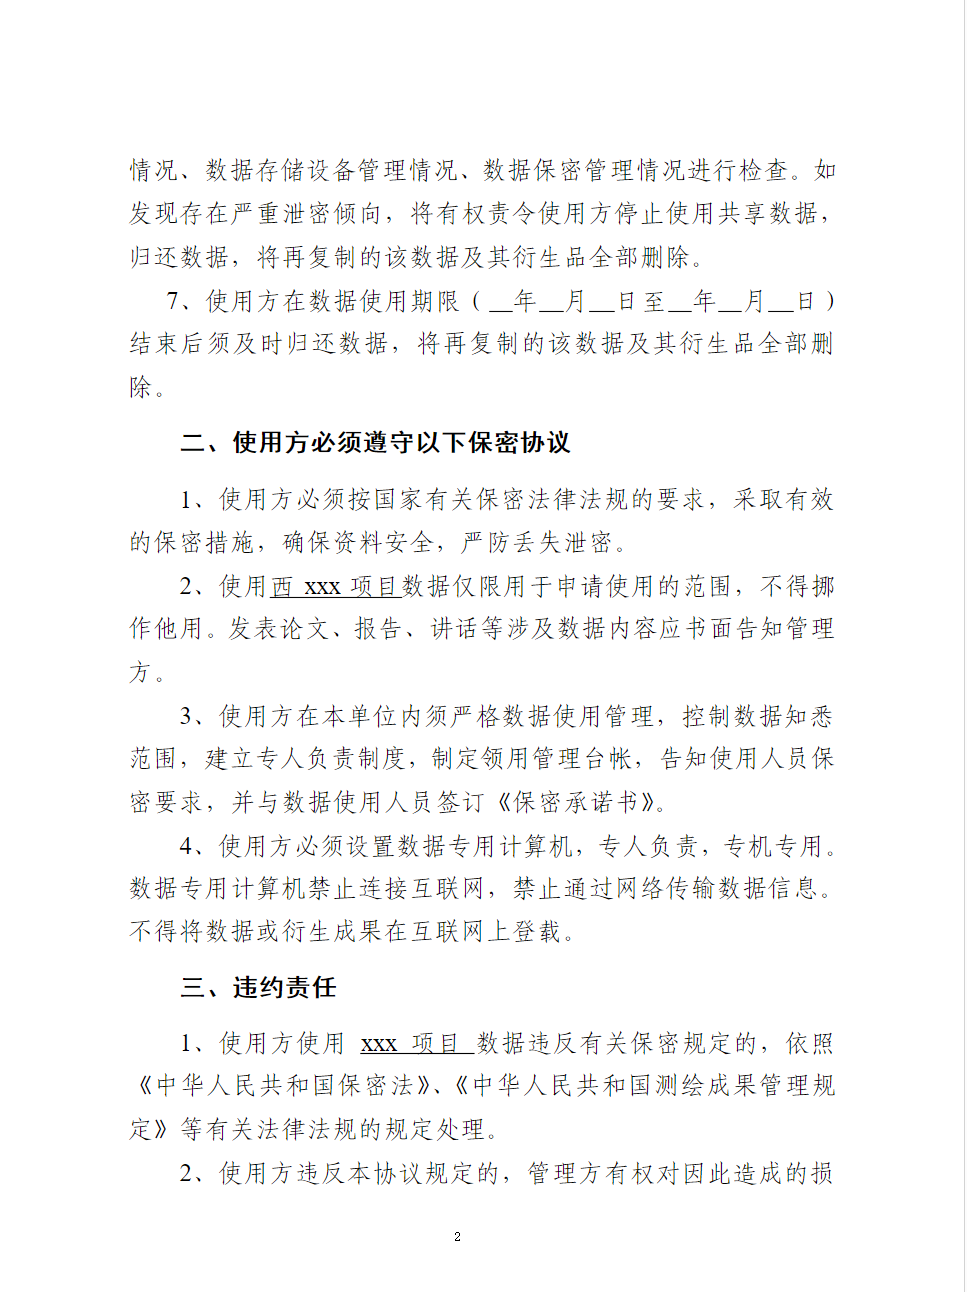 情况、数据存储设备管理情况、数据保密管理情况进行检查。如
发现存在严重泄密倾向，将有权责令使用方停止使用共享数据，
归还数据，将再复制的该数据及其衍生品全部删除。
7、使用方在数据使用期限（__年__月__日至__年__月__日）
结束后须及时归还数据，将再复制的该数据及其衍生品全部删
除。
二、使用方必须遵守以下保密协议
1、使用方必须按国家有关保密法律法规的要求，采取有效
的保密措施，确保资料安全，严防丢失泄密。
2、使用西 xxx 项目数据仅限用于申请使用的范围，不得挪
作他用。发表论文、报告、讲话等涉及数据内容应书面告知管理
方。
3、使用方在本单位内须严格数据使用管理，控制数据知悉
范围，建立专人负责制度，制定领用管理台帐，告知使用人员保
密要求，并与数据使用人员签订《保密承诺书》。
4、使用方必须设置数据专用计算机，专人负责，专机专用。
数据专用计算机禁止连接互联网，禁止通过网络传输数据信息。
不得将数据或衍生成果在互联网上登载。
三、违约责任
1、使用方使用 xxx 项目 数据违反有关保密规定的，依照
《中华人民共和国保密法》、《中华人民共和国测绘成果管理规
定》等有关法律法规的规定处理。
2、使用方违反本协议规定的，管理方有权对因此造成的损
2